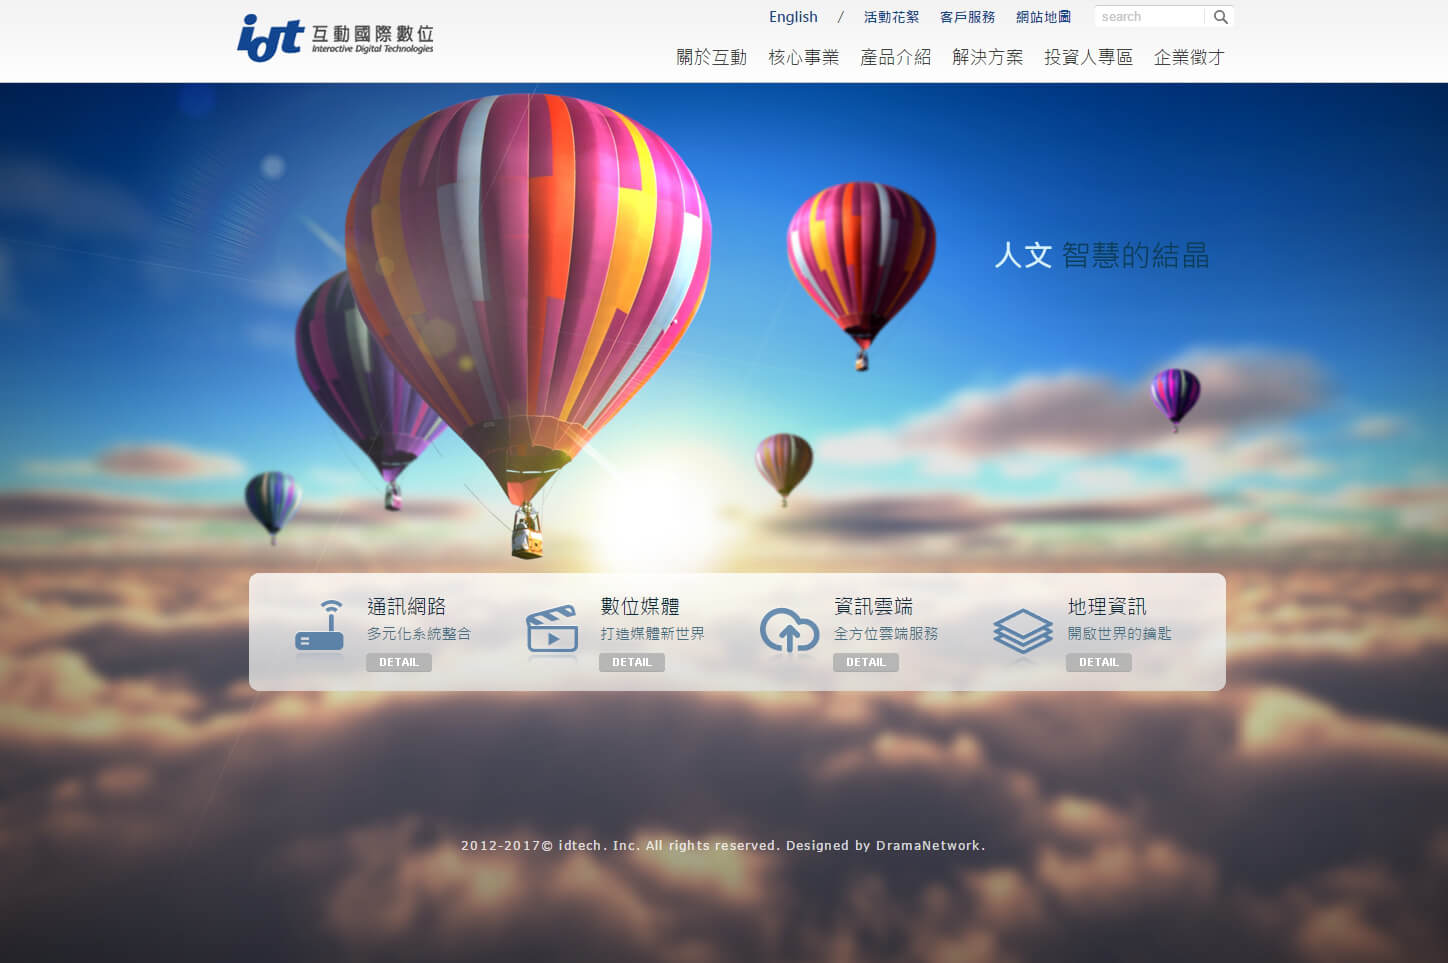 idt 互動國際數位
Interactive Digital Technologies
English / 活動花絮 客戶服務 網站地圖 search
關於互動 核心事業 產品介紹 解決方案 投資人專區 企業徵才
人文 智慧的結晶
通訊網路
多元化系統整合
DETAIL
數位媒體
打造媒體新世界
DETAIL
資訊雲端
全方位雲端服務
DETAIL
地理資訊
開啟世界的鑰匙
DETAIL
2012-2017© idtech. Inc. All rights reserved. Designed by DramaNetwork.